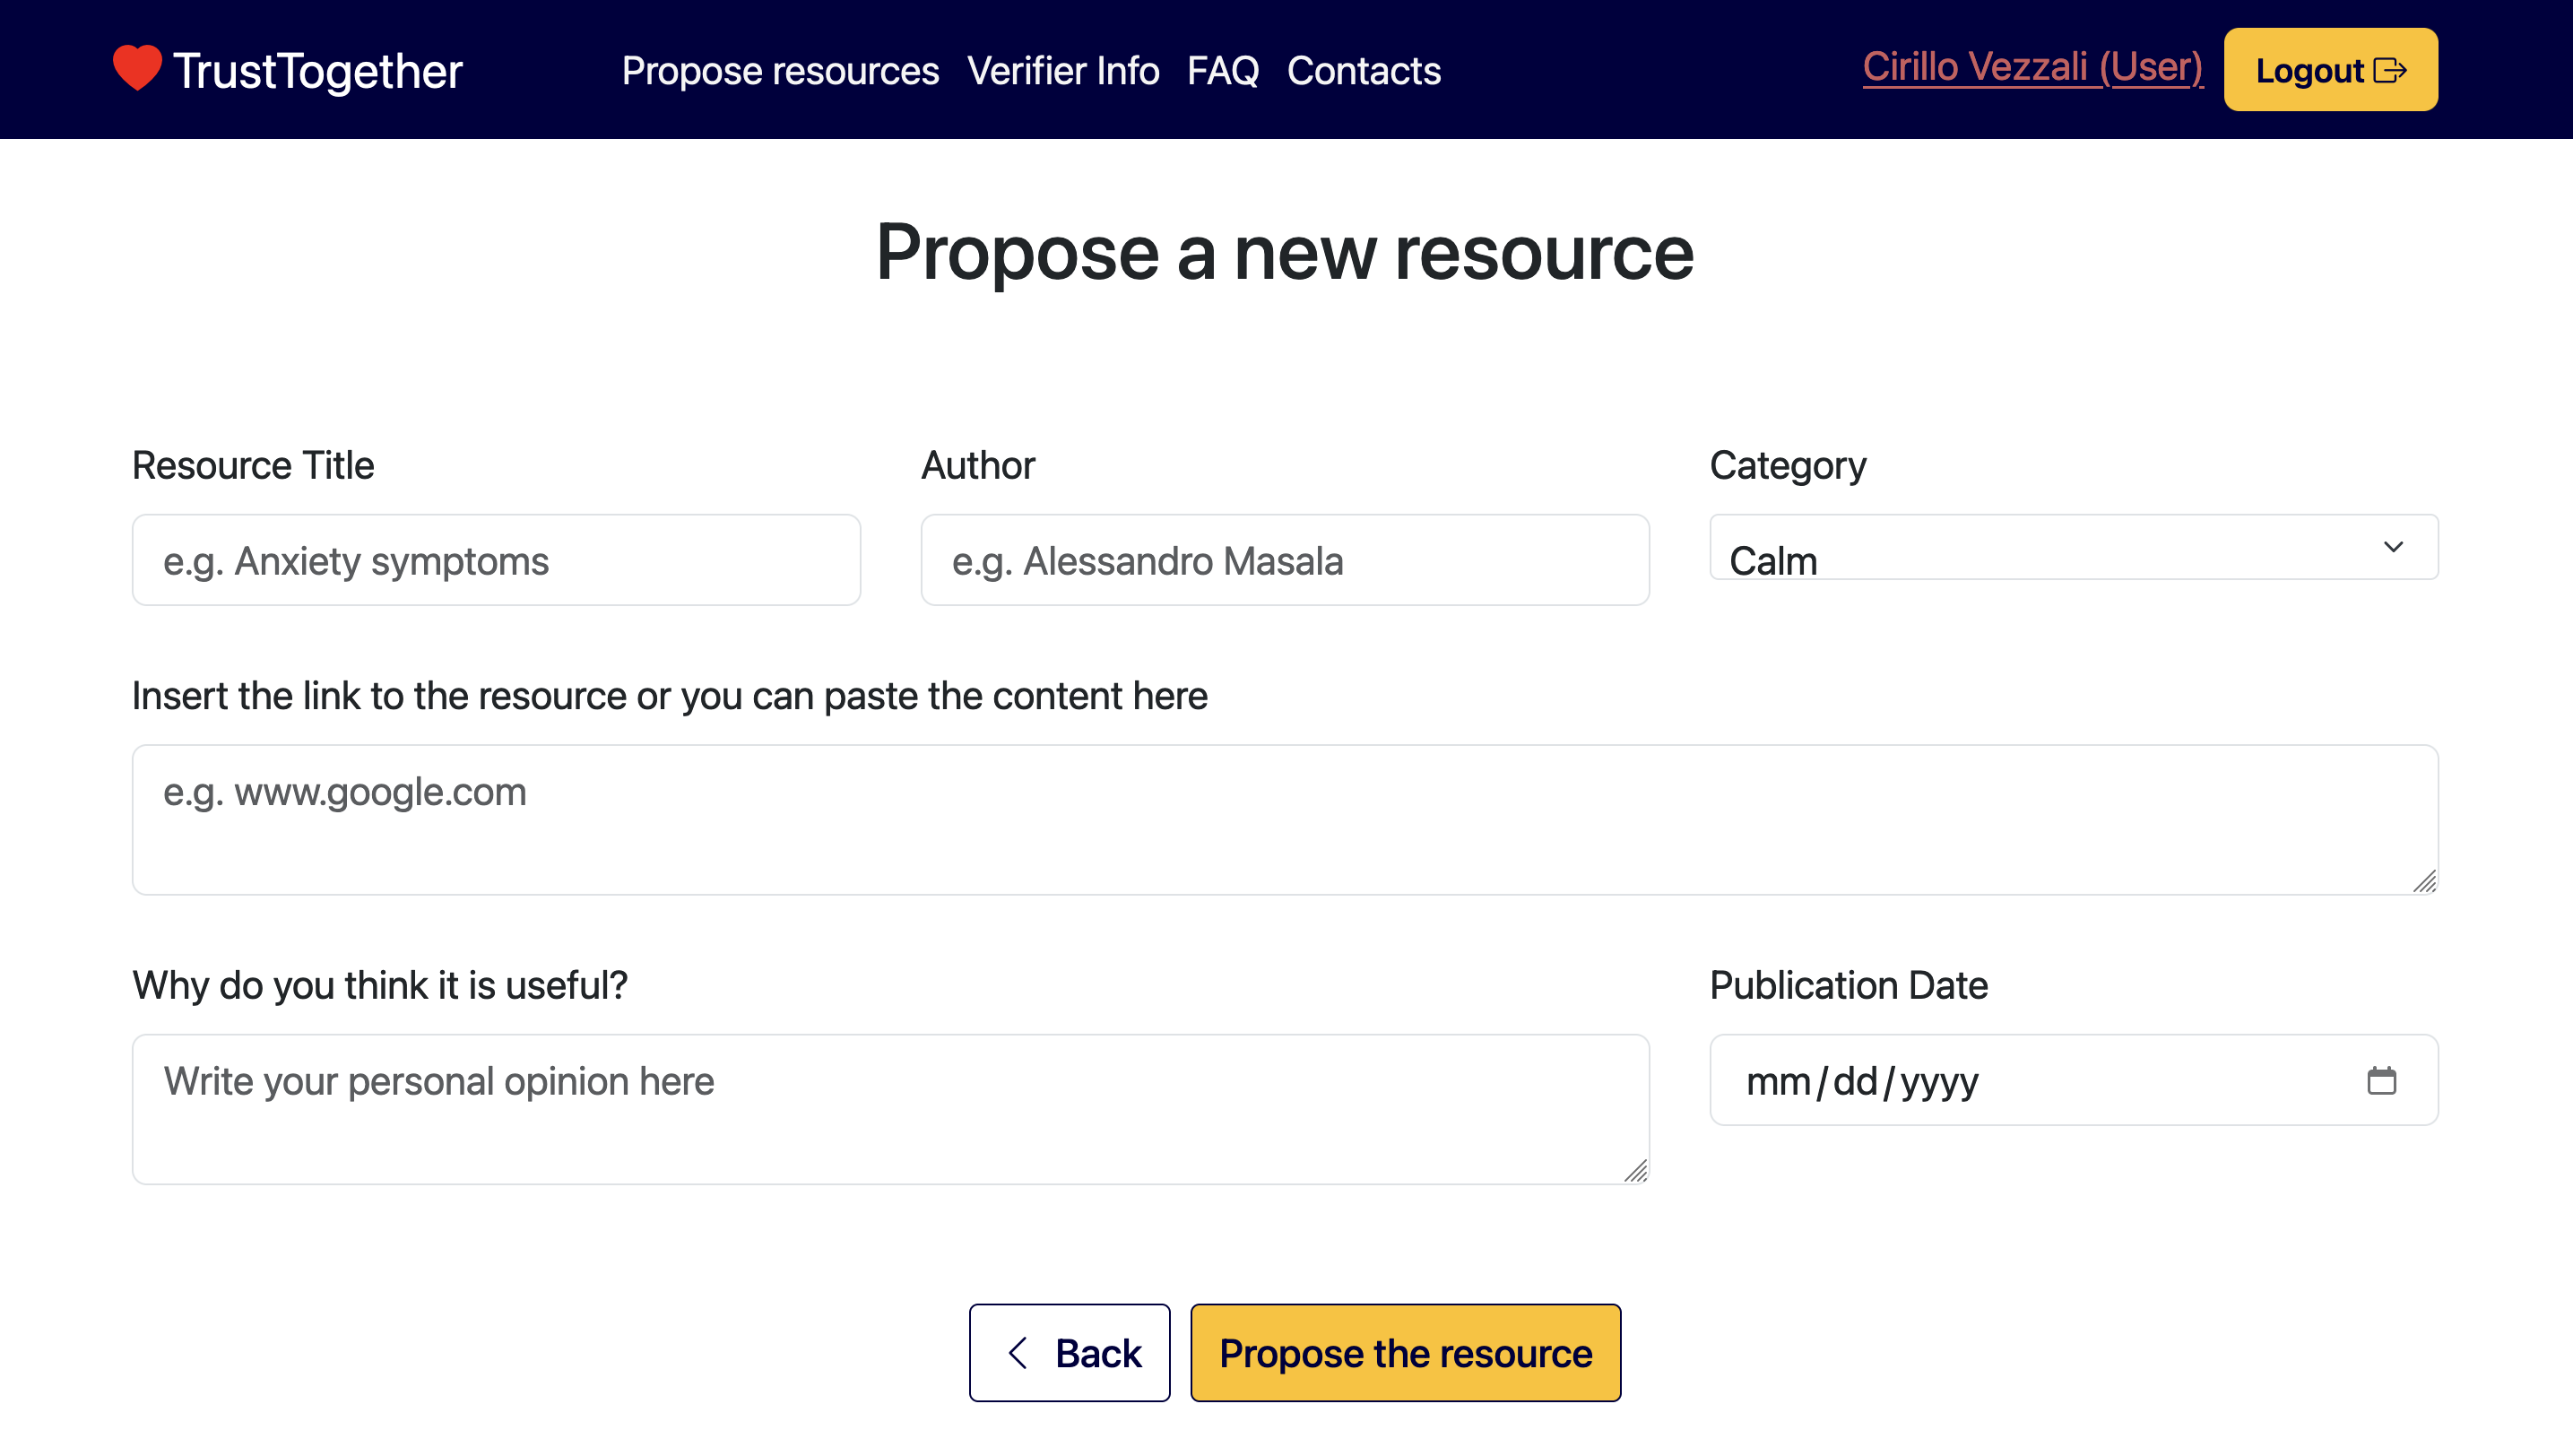 TrustTogether Propose resources Verifier Info FAQ Contacts Cirillo Vezzali (User) Logout
Propose a new resource
Resource Title Author Category
e.g. Anxiety symptoms e.g. Alessandro Masala Calm
Insert the link to the resource or you can paste the content here
e.g. www.google.com
Why do you think it is useful? Publication Date
Write your personal opinion here mm/dd/yyyy
Back Propose the resource